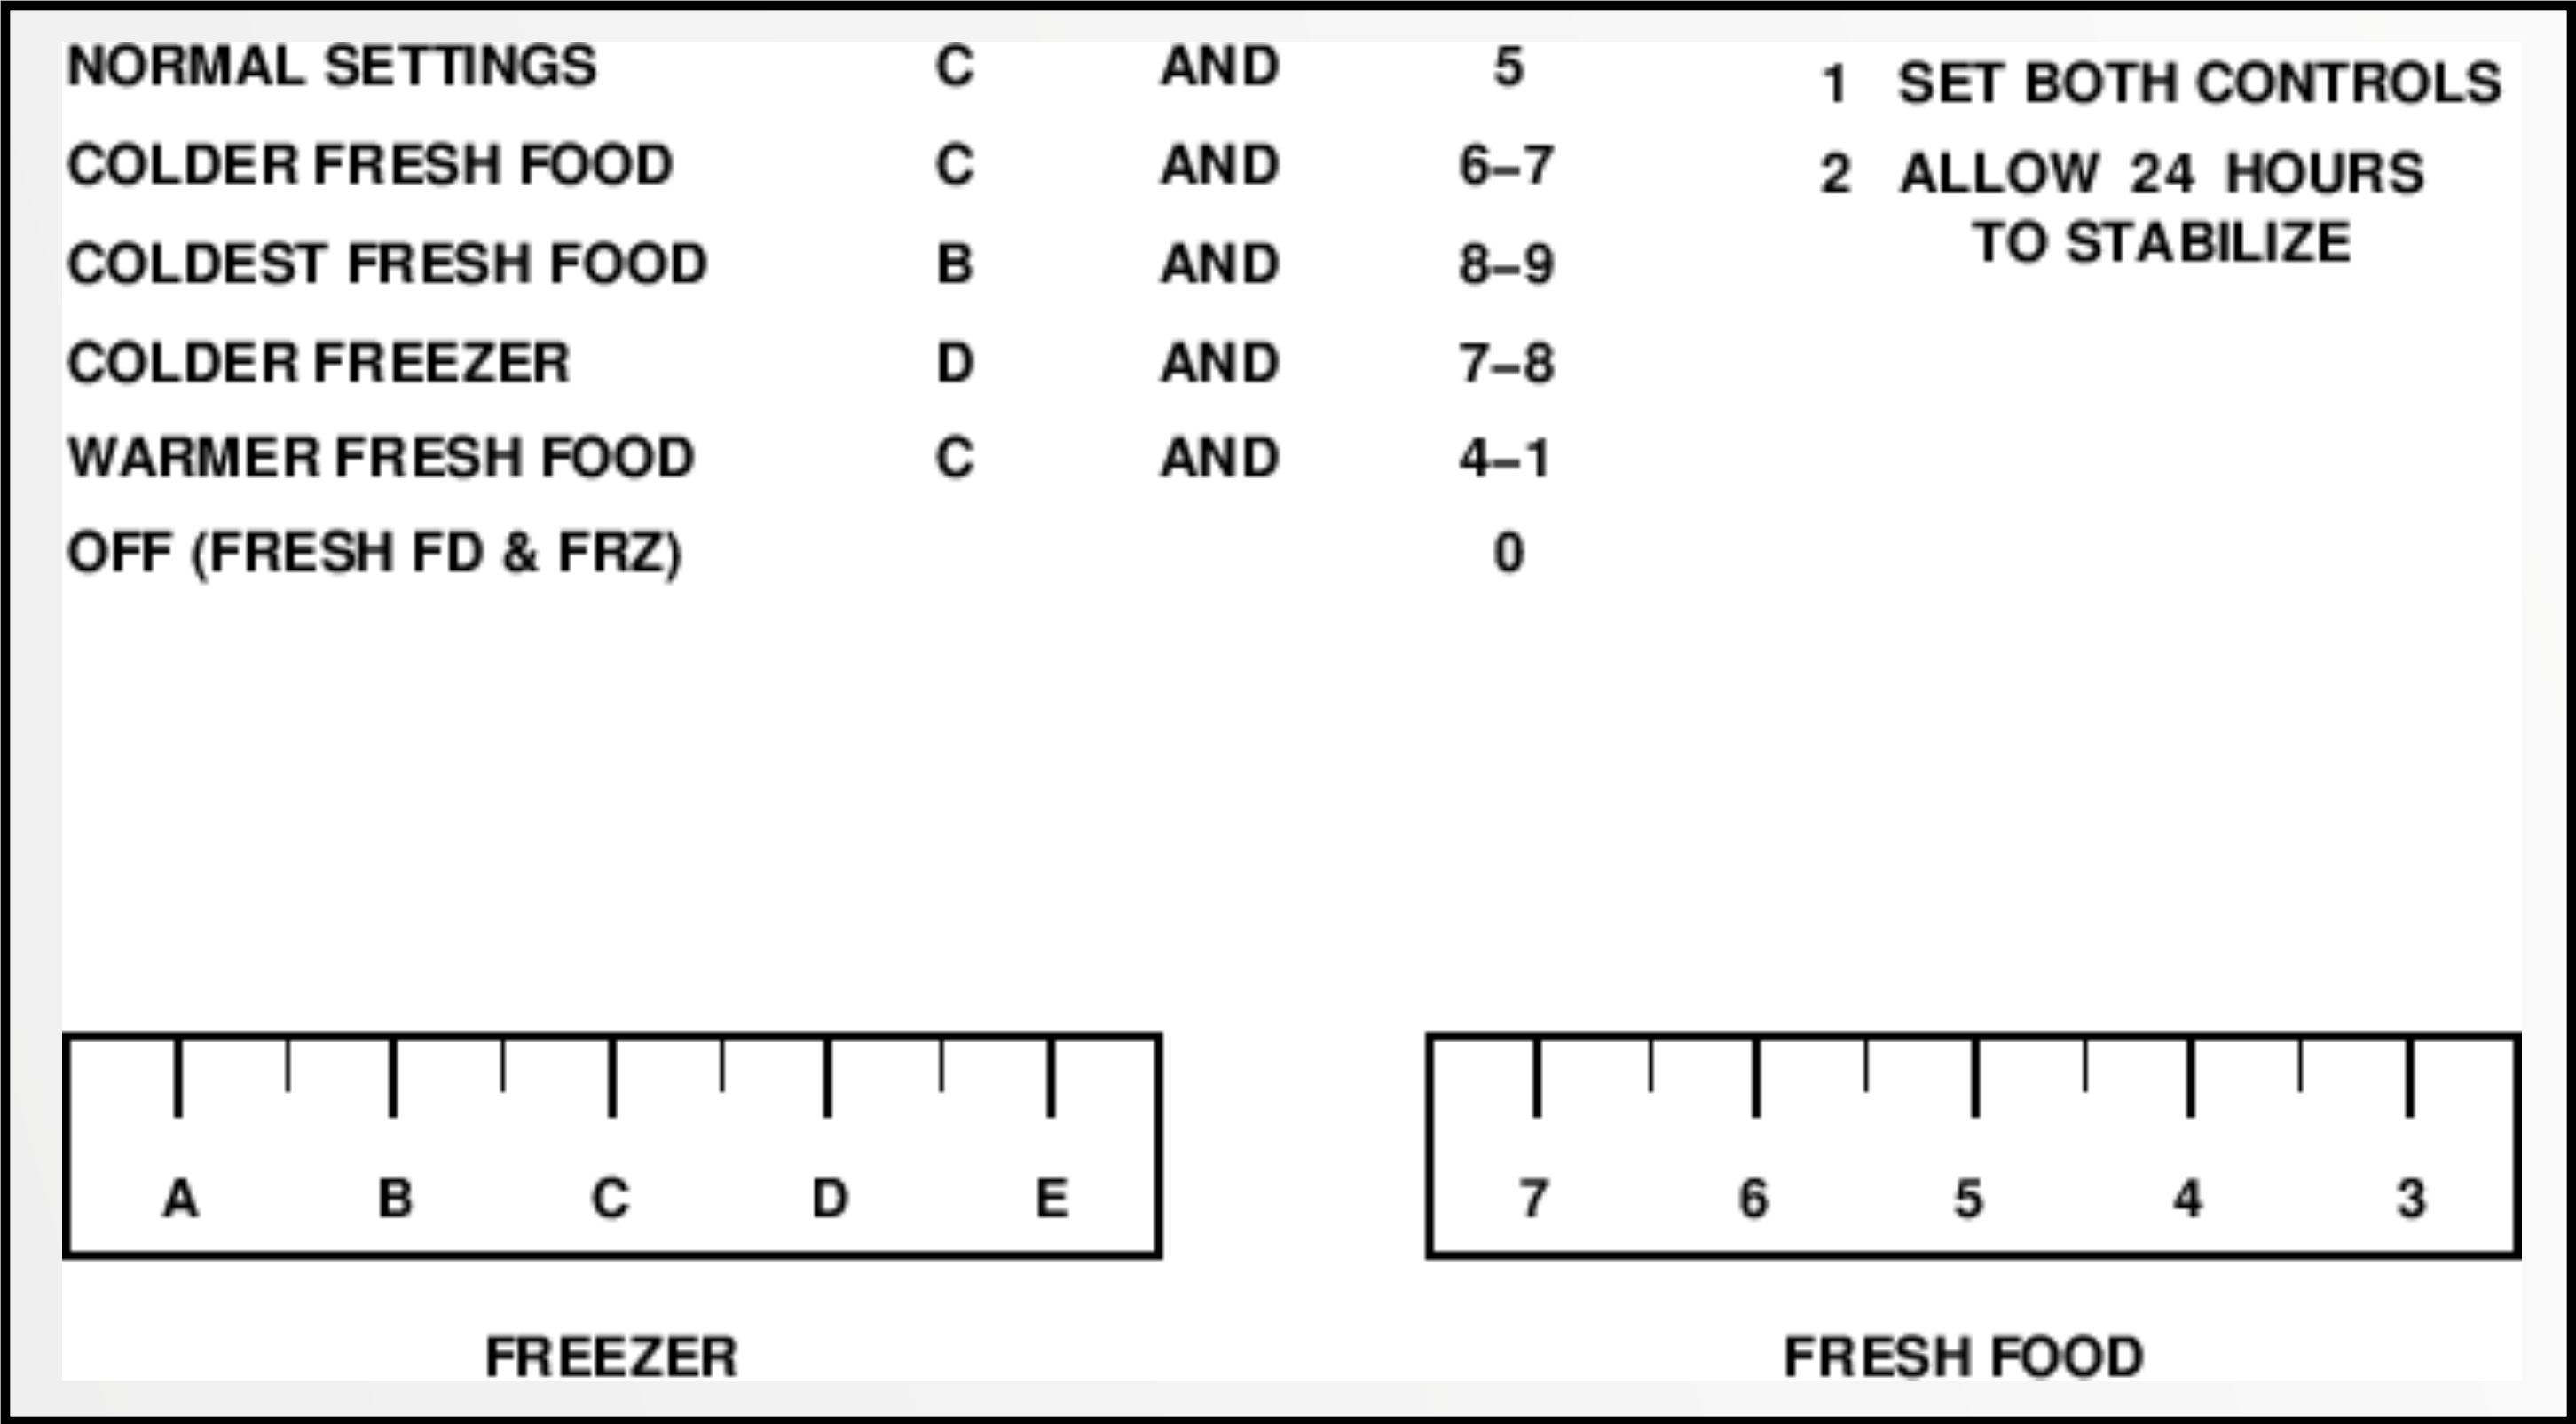 NORMAL SETTINGS C AND 5
COLDER FRESH FOOD C AND 6–7
COLDEST FRESH FOOD B AND 8–9
COLDER FREEZER D AND 7–8
WARMER FRESH FOOD C AND 4–1
OFF (FRESH FD & FRZ) 0
1 SET BOTH CONTROLS
2 ALLOW 24 HOURS
TO STABILIZE
A B C D E
FREEZER
7 6 5 4 3
FRESH FOOD